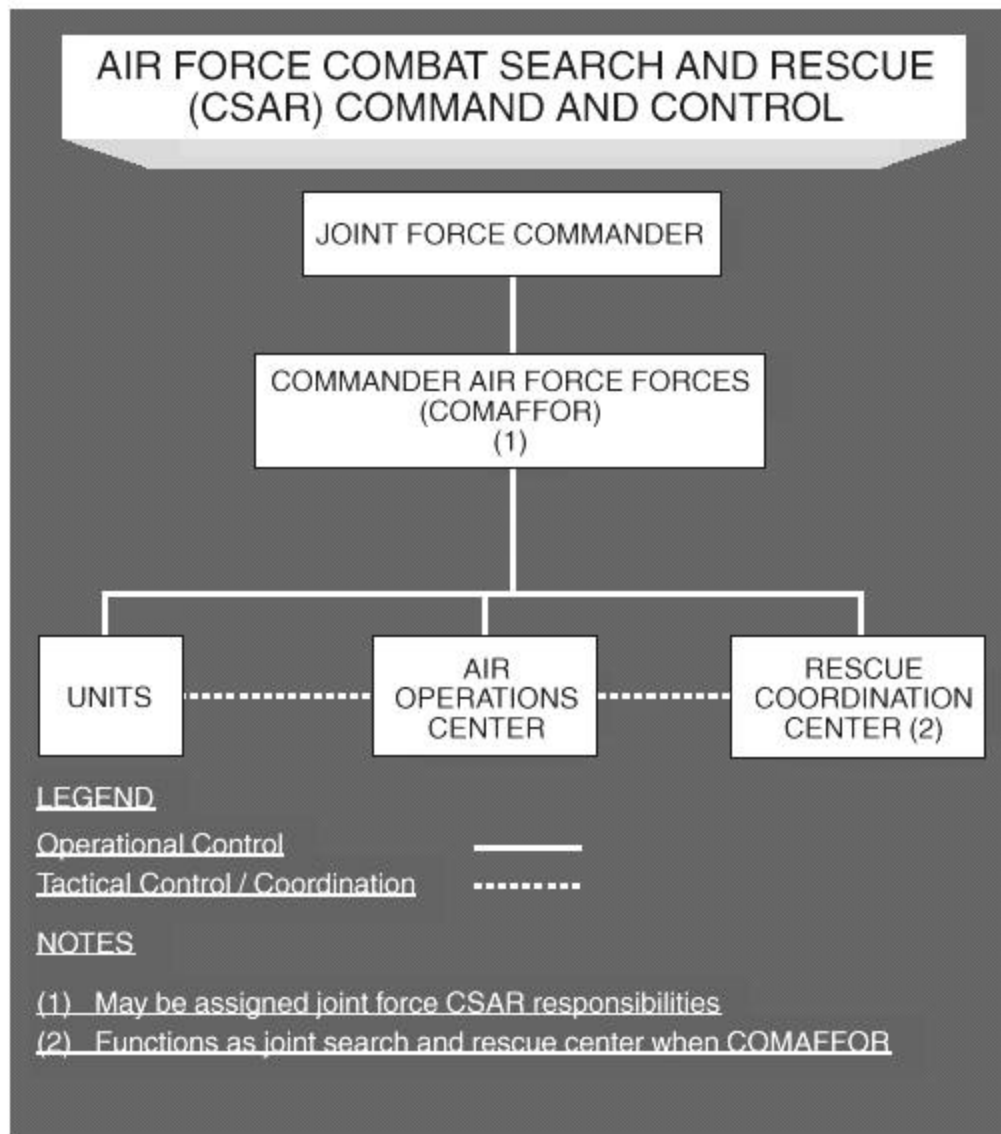 AIR FORCE COMBAT SEARCH AND RESCUE
(CSAR) COMMAND AND CONTROL
JOINT FORCE COMMANDER
COMMANDER AIR FORCE FORCES
(COMAFFOR)
(1)
UNITS
AIR
OPERATIONS
CENTER
RESCUE
COORDINATION
CENTER (2)
LEGEND
Operational Control
Tactical Control / Coordination
NOTES
(1) May be assigned joint force CSAR responsibilities
(2) Functions as joint search and rescue center when COMAFFOR